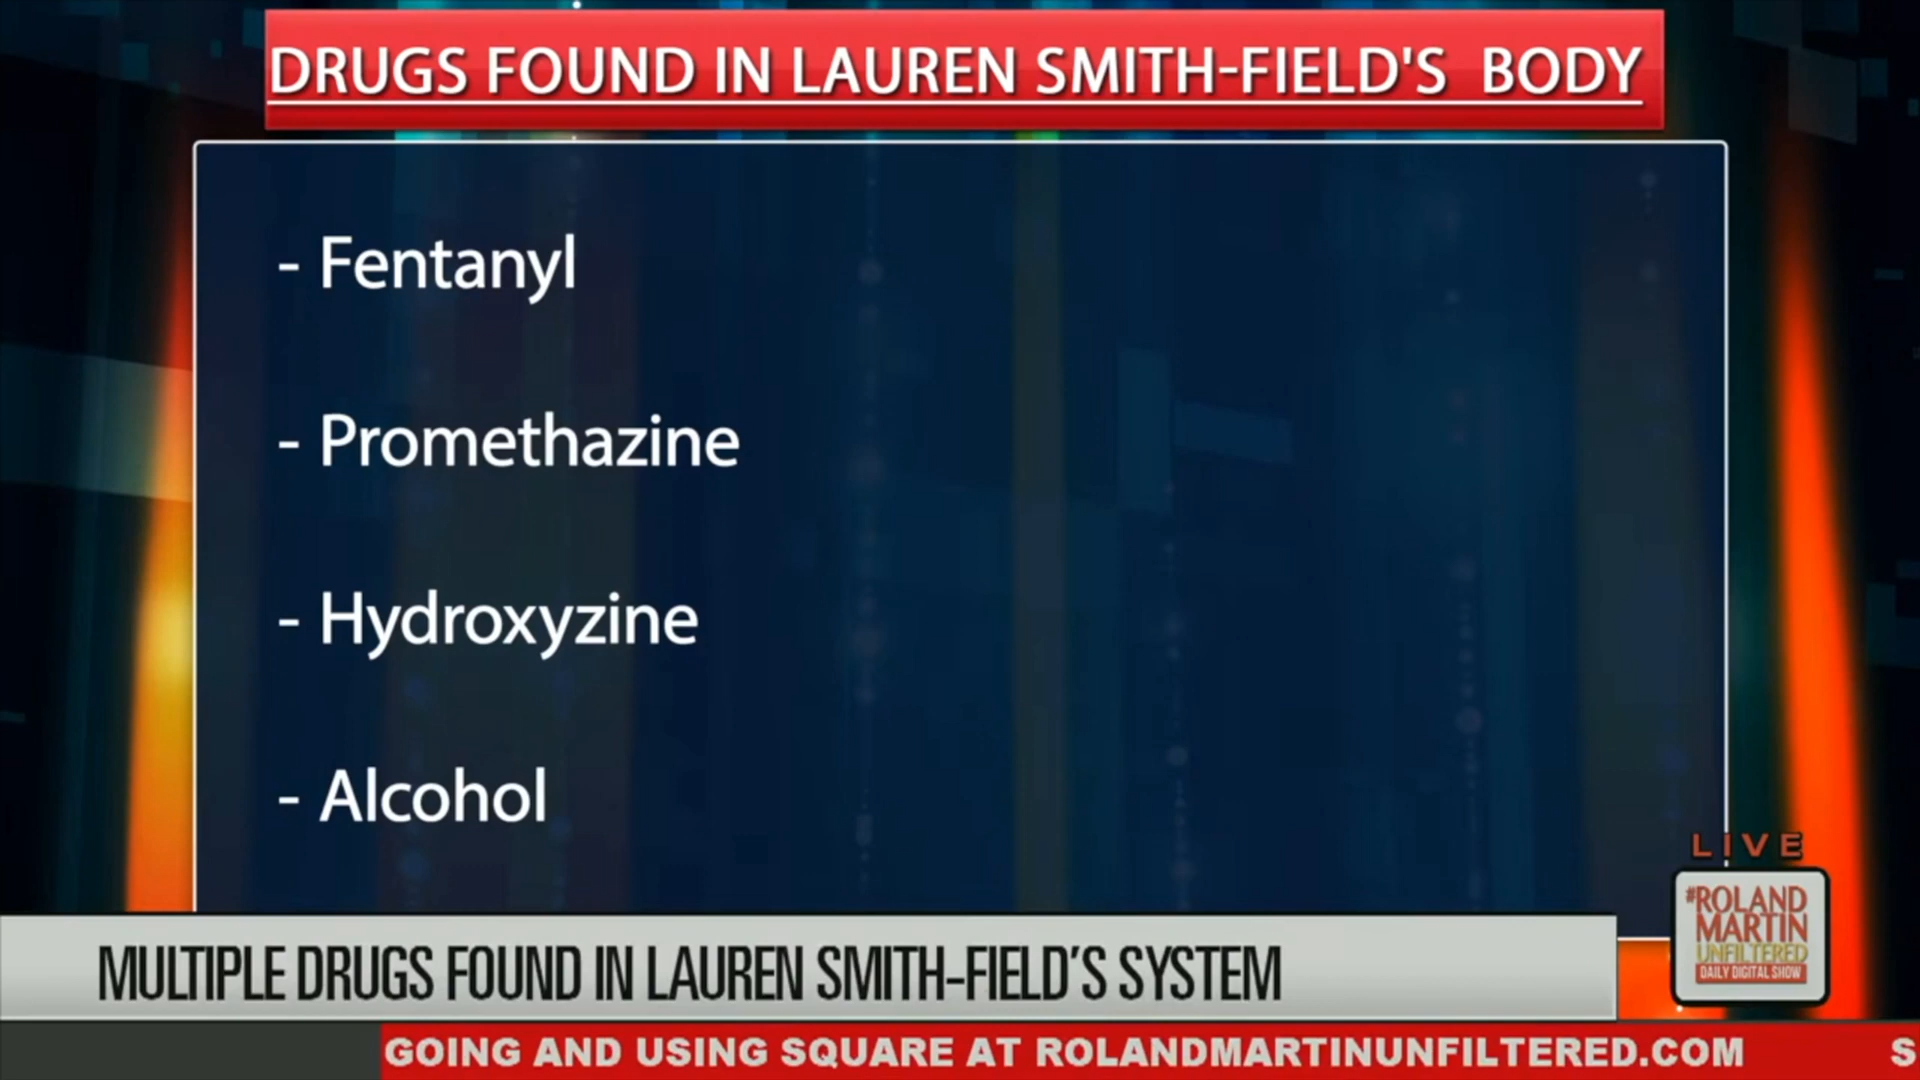 DRUGS FOUND IN LAUREN SMITH-FIELD'S BODY
- Fentanyl
- Promethazine
- Hydroxyzine
- Alcohol
LIVE
#ROLAND
MARTIN
UNFILTERED
DAILY DIGITAL SHOW
MULTIPLE DRUGS FOUND IN LAUREN SMITH-FIELD'S SYSTEM
GOING AND USING SQUARE AT ROLANDMARTINUNFILTERED.COM S